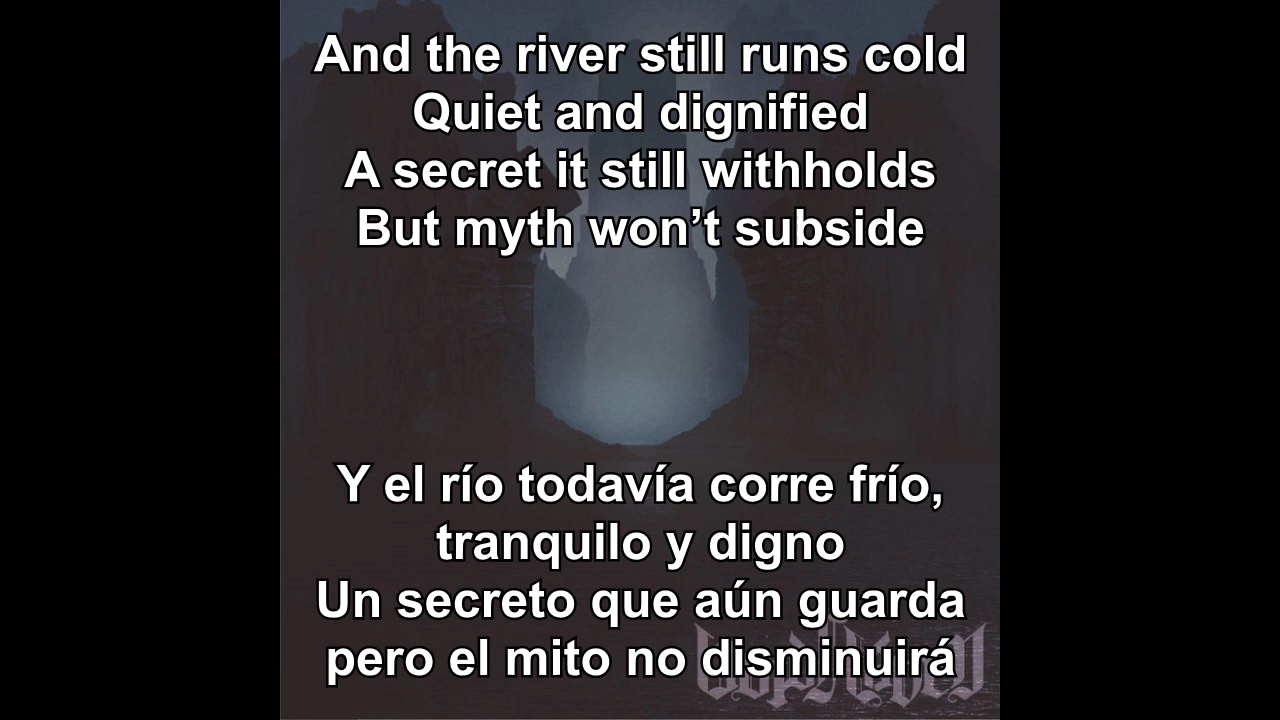 And the river still runs cold
Quiet and dignified
A secret it still withholds
But myth won’t subside
Y el río todavía corre frío,
tranquilo y digno
Un secreto que aún guarda
pero el mito no disminuirá